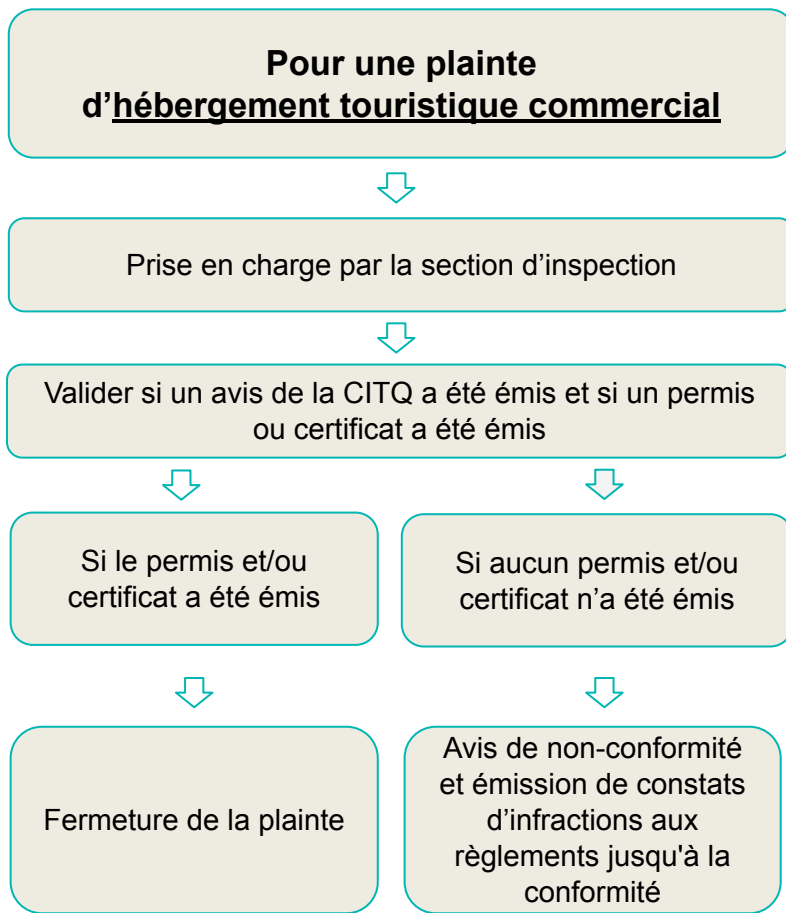 Pour une plainte
d’hébergement touristique commercial
Prise en charge par la section d’inspection
Valider si un avis de la CITQ a été émis et si un permis
ou certificat a été émis
Si le permis et/ou
certificat a été émis
Si aucun permis et/ou
certificat n’a été émis
Fermeture de la plainte
Avis de non-conformité
et émission de constats
d’infractions aux
règlements jusqu'à la
conformité